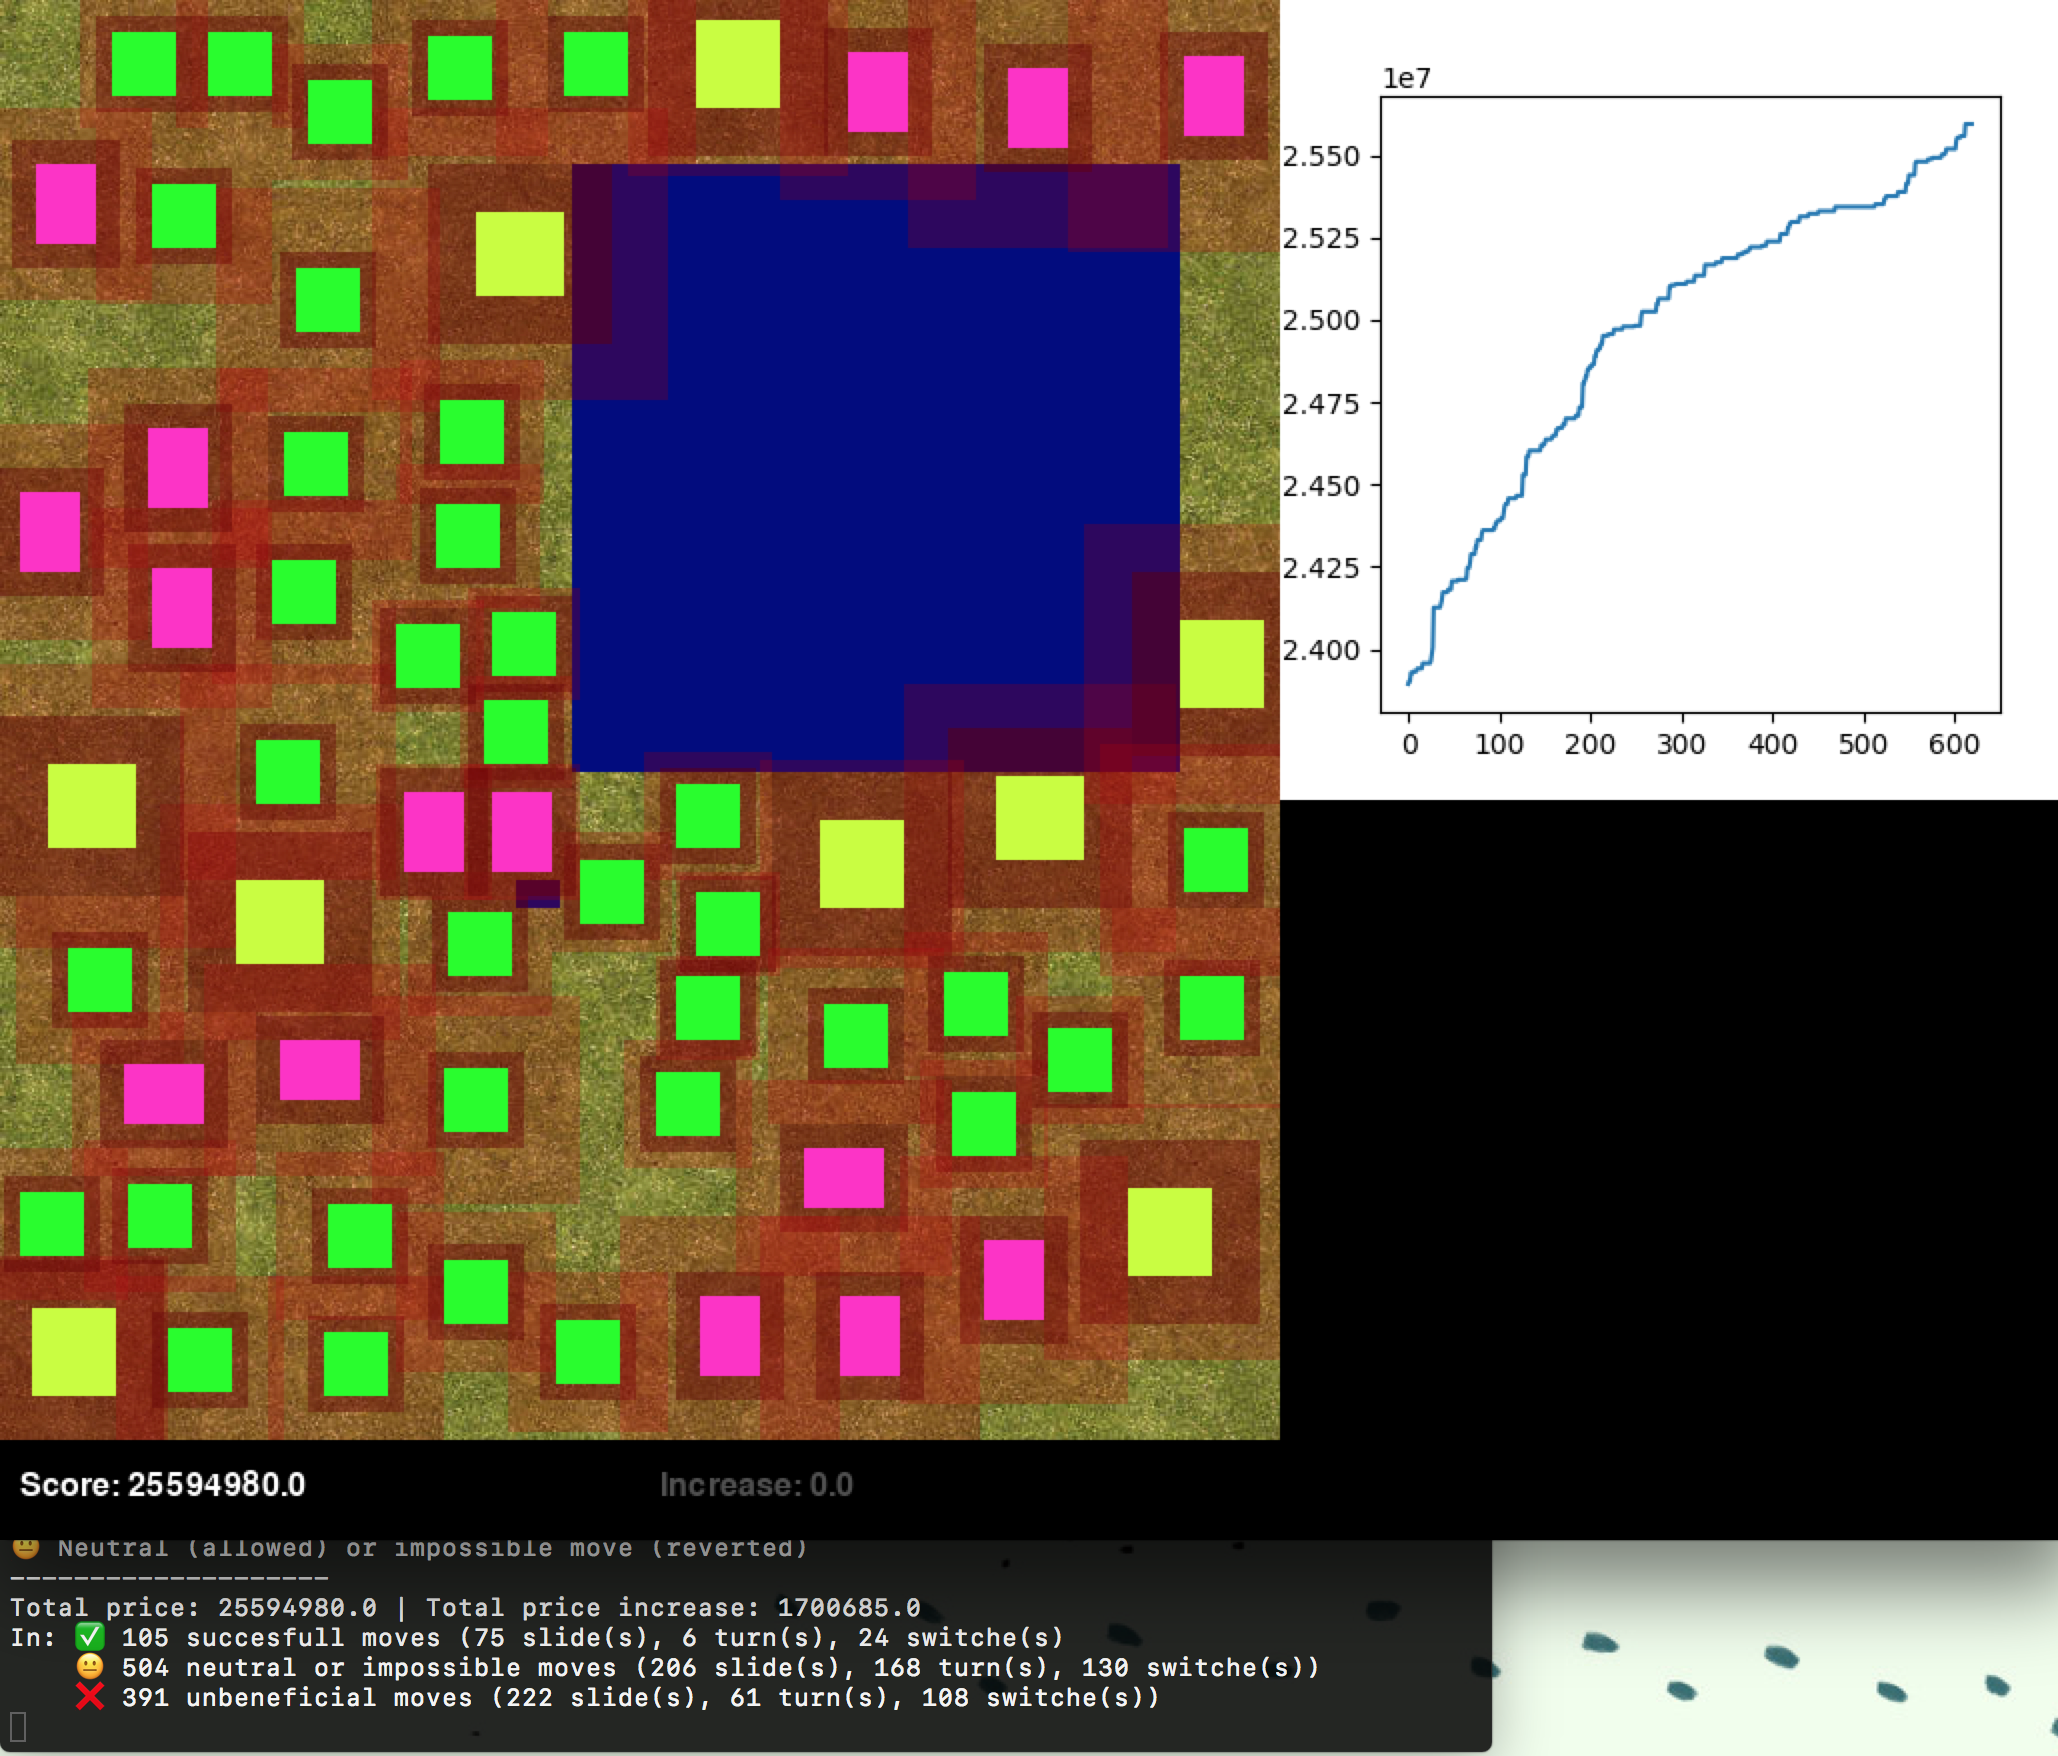 1e7
2.550
2.525
2.500
2.475
2.450
2.425
2.400
0 100 200 300 400 500 600
Score: 25594980.0 Increase: 0.0
😐 Neutral (allowed) or impossible move (reverted)
--------------------
Total price: 25594980.0 | Total price increase: 1700685.0
In: ✅ 105 succesfull moves (75 slide(s), 6 turn(s), 24 switche(s)
😐 504 neutral or impossible moves (206 slide(s), 168 turn(s), 130 switche(s))
❌ 391 unbeneficial moves (222 slide(s), 61 turn(s), 108 switche(s))